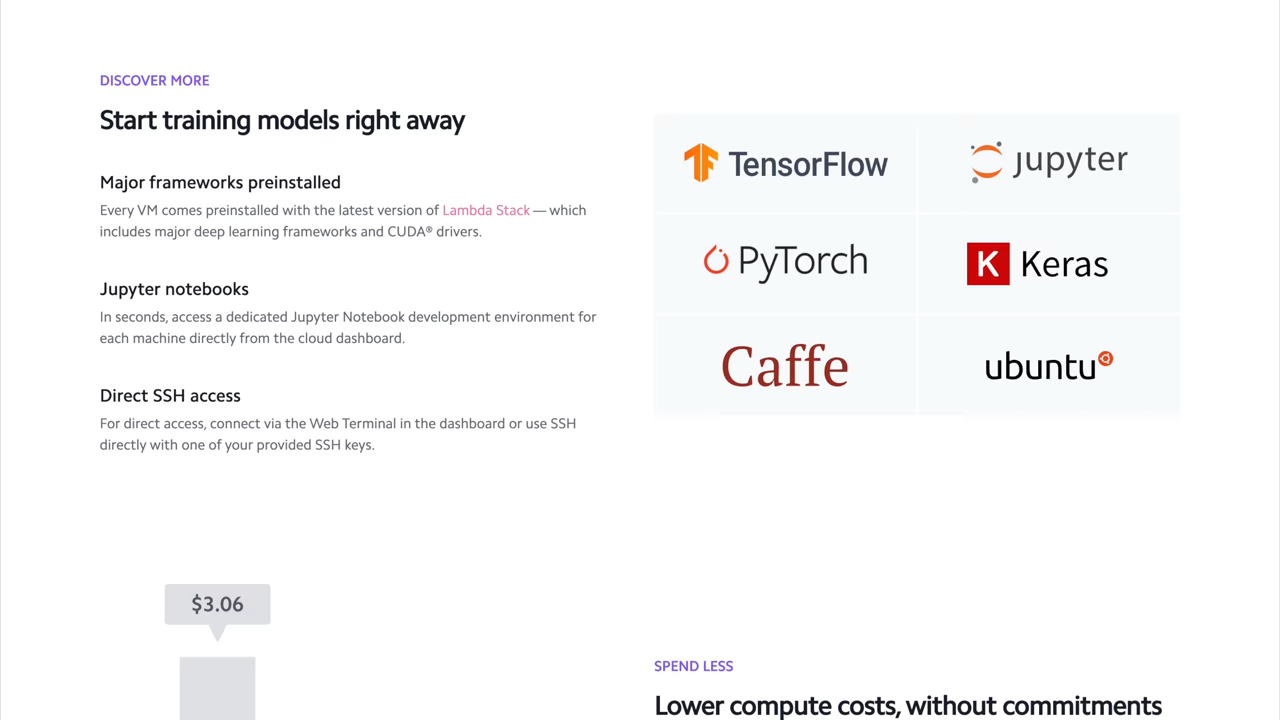 DISCOVER MORE
Start training models right away
Major frameworks preinstalled
Every VM comes preinstalled with the latest version of Lambda Stack — which
includes major deep learning frameworks and CUDA® drivers.
Jupyter notebooks
In seconds, access a dedicated Jupyter Notebook development environment for
each machine directly from the cloud dashboard.
Direct SSH access
For direct access, connect via the Web Terminal in the dashboard or use SSH
directly with one of your provided SSH keys.
TensorFlow
jupyter
PyTorch
K Keras
Caffe
ubuntu
$3.06
SPEND LESS
Lower compute costs, without commitments